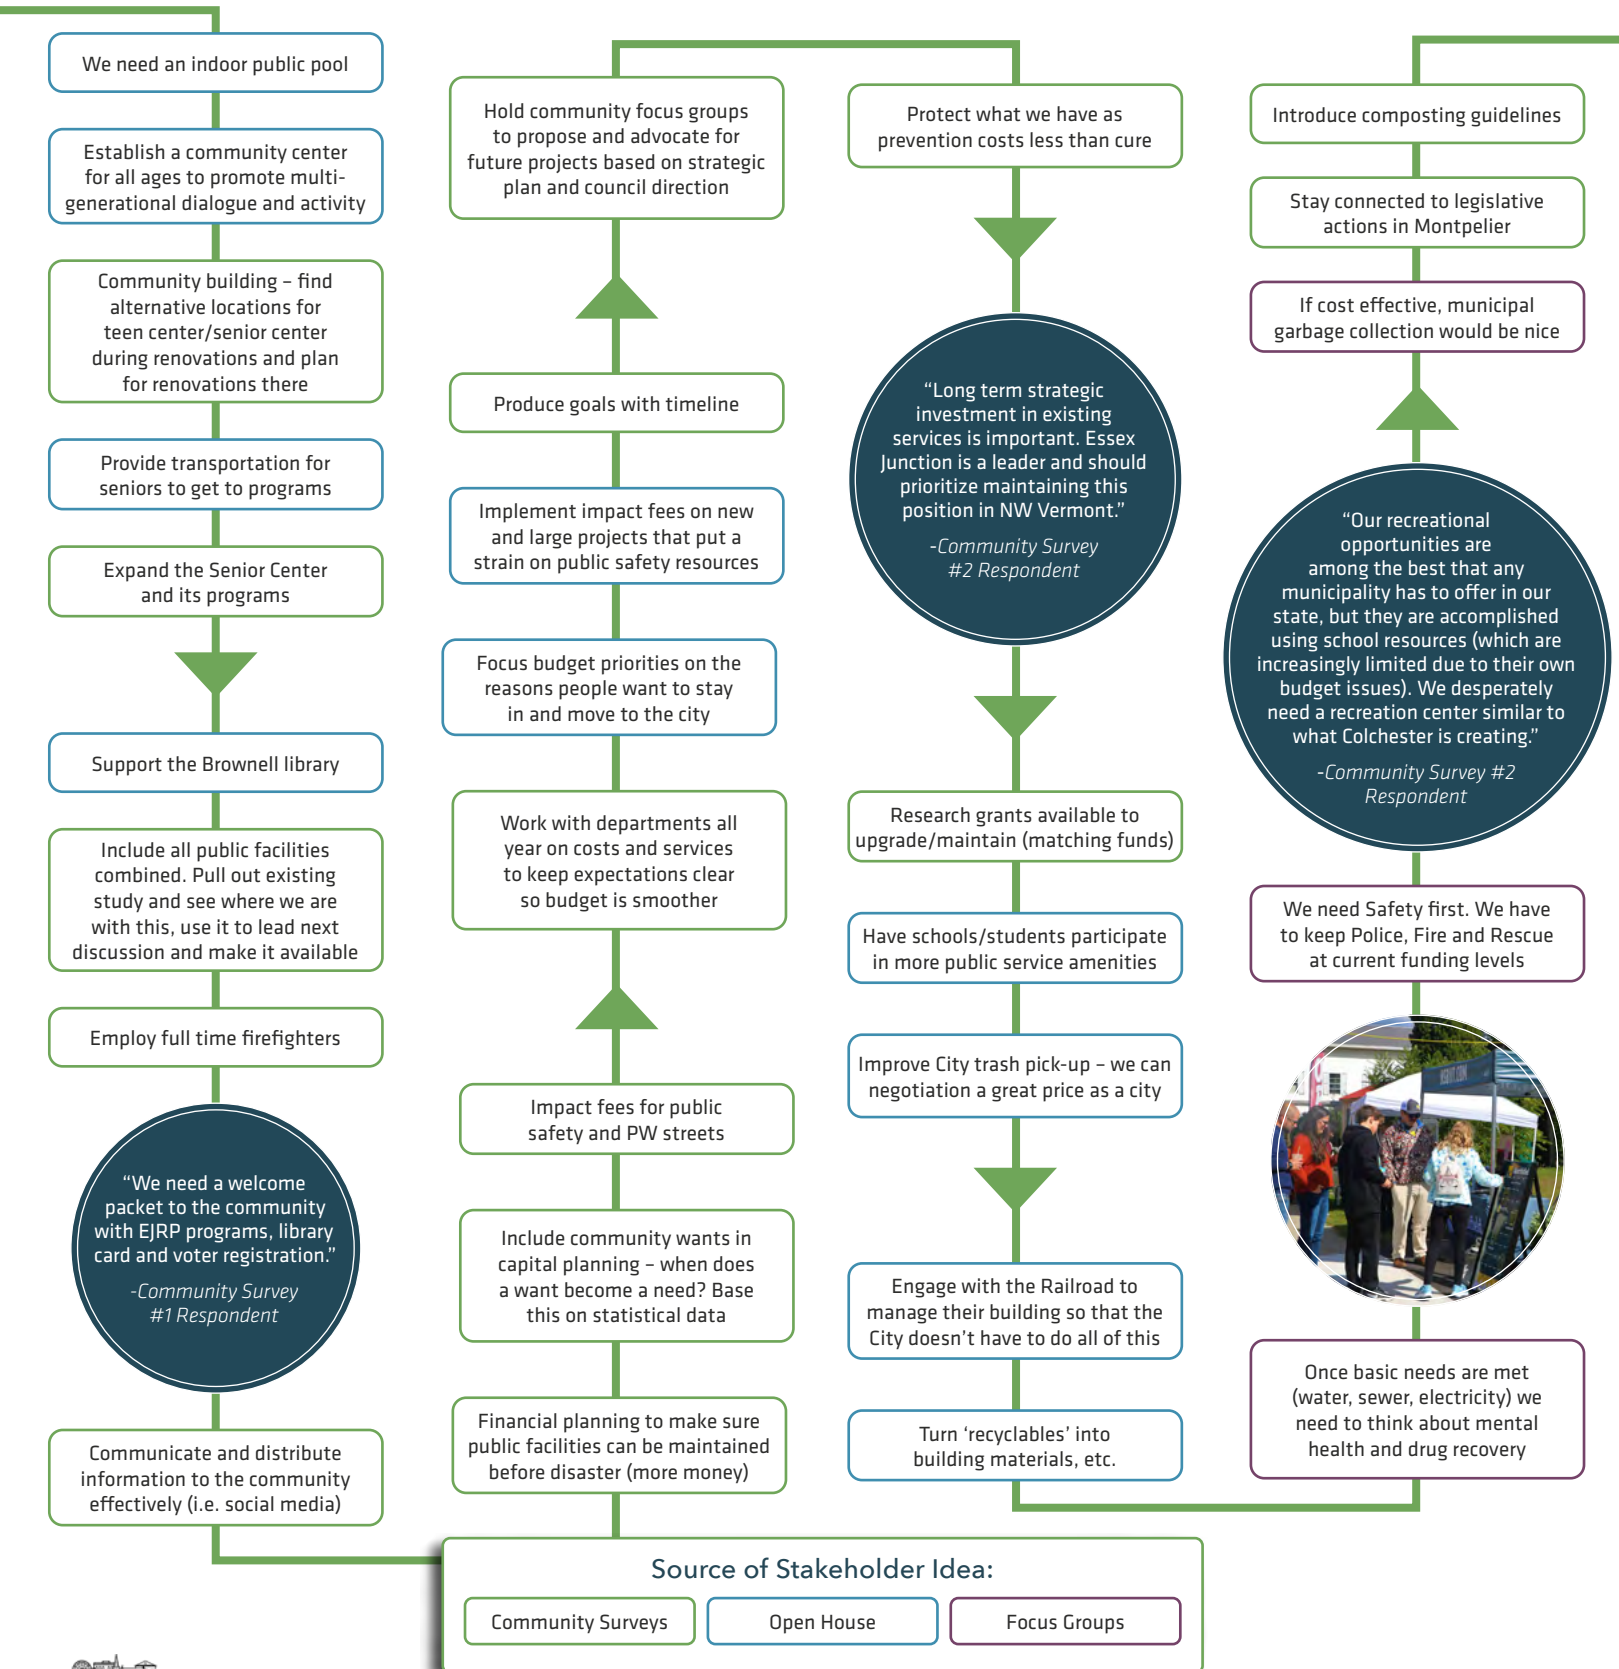 We need an indoor public pool
Establish a community center
for all ages to promote multi-
generational dialogue and activity
Community building – find
alternative locations for
teen center/senior center
during renovations and plan
for renovations there
Provide transportation for
seniors to get to programs
Expand the Senior Center
and its programs
Support the Brownell library
Include all public facilities
combined. Pull out existing
study and see where we are
with this, use it to lead next
discussion and make it available
Employ full time firefighters
“We need a welcome
packet to the community
with EJRP programs, library
card and voter registration.”
-Community Survey
#1 Respondent
Communicate and distribute
information to the community
effectively (i.e. social media)
Hold community focus groups
to propose and advocate for
future projects based on strategic
plan and council direction
Produce goals with timeline
Implement impact fees on new
and large projects that put a
strain on public safety resources
Focus budget priorities on the
reasons people want to stay
in and move to the city
Work with departments all
year on costs and services
to keep expectations clear
so budget is smoother
Impact fees for public
safety and PW streets
Include community wants in
capital planning – when does
a want become a need? Base
this on statistical data
Financial planning to make sure
public facilities can be maintained
before disaster (more money)
Protect what we have as
prevention costs less than cure
“Long term strategic
investment in existing
services is important. Essex
Junction is a leader and should
prioritize maintaining this
position in NW Vermont.”
-Community Survey
#2 Respondent
Research grants available to
upgrade/maintain (matching funds)
Have schools/students participate
in more public service amenities
Improve City trash pick-up – we can
negotiation a great price as a city
Engage with the Railroad to
manage their building so that the
City doesn’t have to do all of this
Turn ‘recyclables’ into
building materials, etc.
Introduce composting guidelines
Stay connected to legislative
actions in Montpelier
If cost effective, municipal
garbage collection would be nice
“Our recreational
opportunities are
among the best that any
municipality has to offer in our
state, but they are accomplished
using school resources (which are
increasingly limited due to their own
budget issues). We desperately
need a recreation center similar to
what Colchester is creating.”
-Community Survey #2
Respondent
We need Safety first. We have
to keep Police, Fire and Rescue
at current funding levels
Once basic needs are met
(water, sewer, electricity) we
need to think about mental
health and drug recovery
Source of Stakeholder Idea:
Community Surveys
Open House
Focus Groups